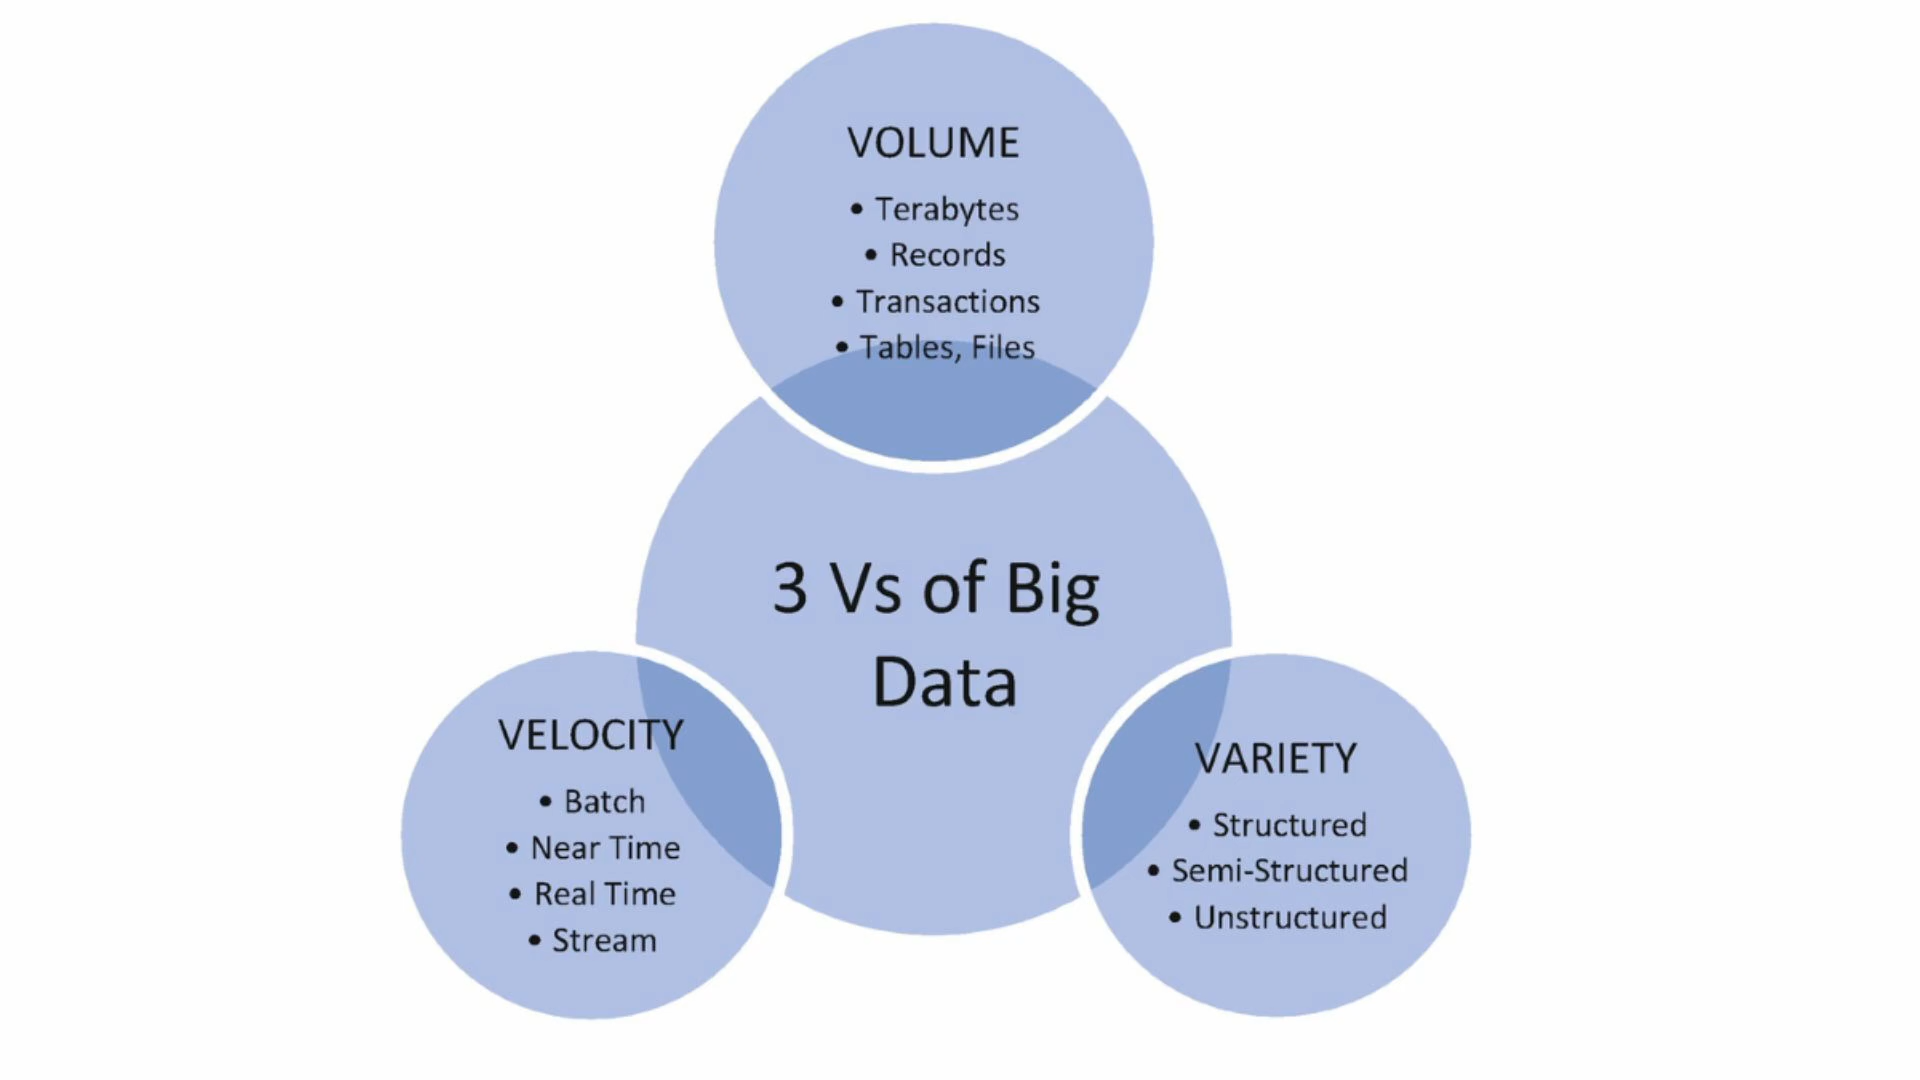 VOLUME
• Terabytes
• Records
• Transactions
• Tables, Files
3 Vs of Big
Data
VELOCITY
• Batch
• Near Time
• Real Time
• Stream
VARIETY
• Structured
• Semi-Structured
• Unstructured